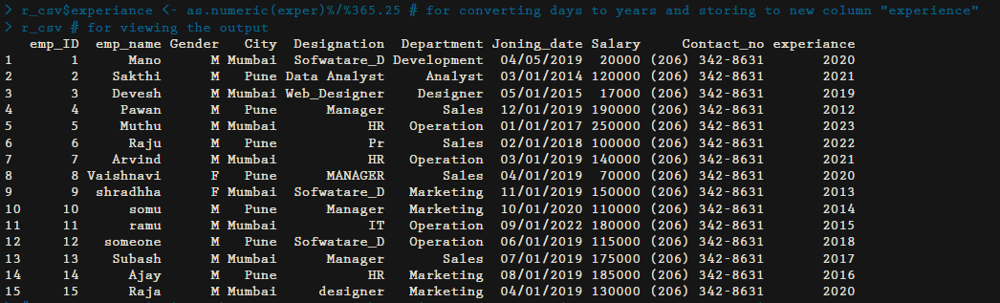 > r_csv$experiance <- as.numeric(exper)%/%365.25 # for converting days to years and storing to new column "experience"
> r_csv # for viewing the output
emp_ID emp_name Gender City Designation Department Joning_date Salary Contact_no experiance
1 1 Mano M Mumbai Sofwatare_D Development 04/05/2019 20000 (206) 342-8631 2020
2 2 Sakthi M Pune Data Analyst Analyst 03/01/2014 120000 (206) 342-8631 2021
3 3 Devesh M Mumbai Web_Designer Designer 05/01/2015 17000 (206) 342-8631 2019
4 4 Pawan M Pune Manager Sales 12/01/2019 190000 (206) 342-8631 2012
5 5 Muthu M Mumbai HR Operation 01/01/2017 250000 (206) 342-8631 2023
6 6 Raju M Pune Pr Sales 02/01/2018 100000 (206) 342-8631 2022
7 7 Arvind M Mumbai HR Operation 03/01/2019 140000 (206) 342-8631 2021
8 8 Vaishnavi F Pune MANAGER Sales 04/01/2019 70000 (206) 342-8631 2020
9 9 shradhha F Mumbai Sofwatare_D Marketing 11/01/2019 150000 (206) 342-8631 2013
10 10 somu M Pune Manager Marketing 10/01/2020 110000 (206) 342-8631 2014
11 11 ramu M Mumbai IT Operation 09/01/2022 180000 (206) 342-8631 2015
12 12 someone M Pune Sofwatare_D Operation 06/01/2019 115000 (206) 342-8631 2018
13 13 Subash M Mumbai Manager Sales 07/01/2019 175000 (206) 342-8631 2017
14 14 Ajay M Pune HR Marketing 08/01/2019 185000 (206) 342-8631 2016
15 15 Raja M Mumbai designer Marketing 04/01/2019 130000 (206) 342-8631 2020